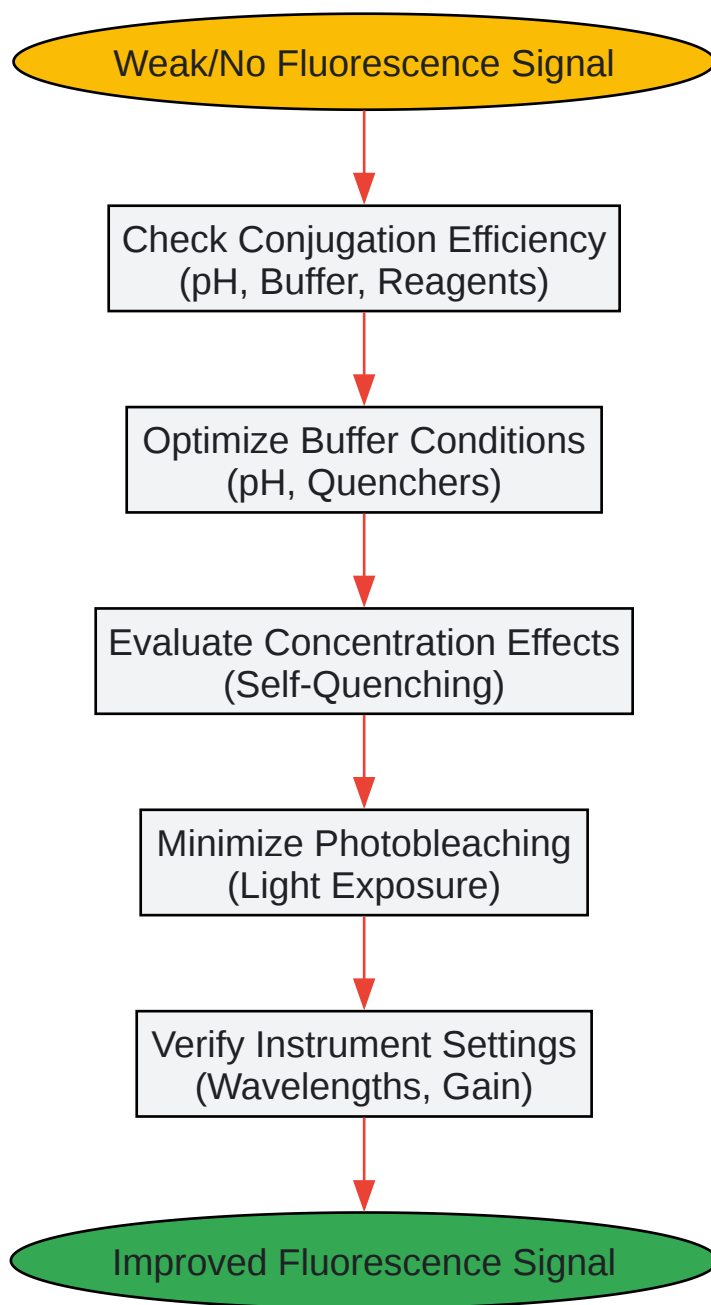 Weak/No Fluorescence Signal
Check Conjugation Efficiency
(pH, Buffer, Reagents)
Optimize Buffer Conditions
(pH, Quenchers)
Evaluate Concentration Effects
(Self-Quenching)
Minimize Photobleaching
(Light Exposure)
Verify Instrument Settings
(Wavelengths, Gain)
Improved Fluorescence Signal